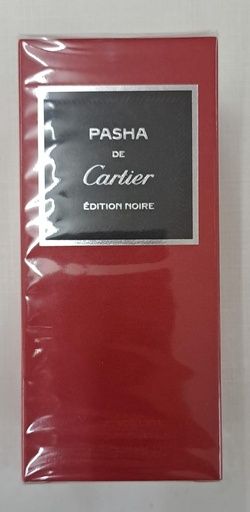 PASHA
DE
Cartier
ÉDITION NOIRE